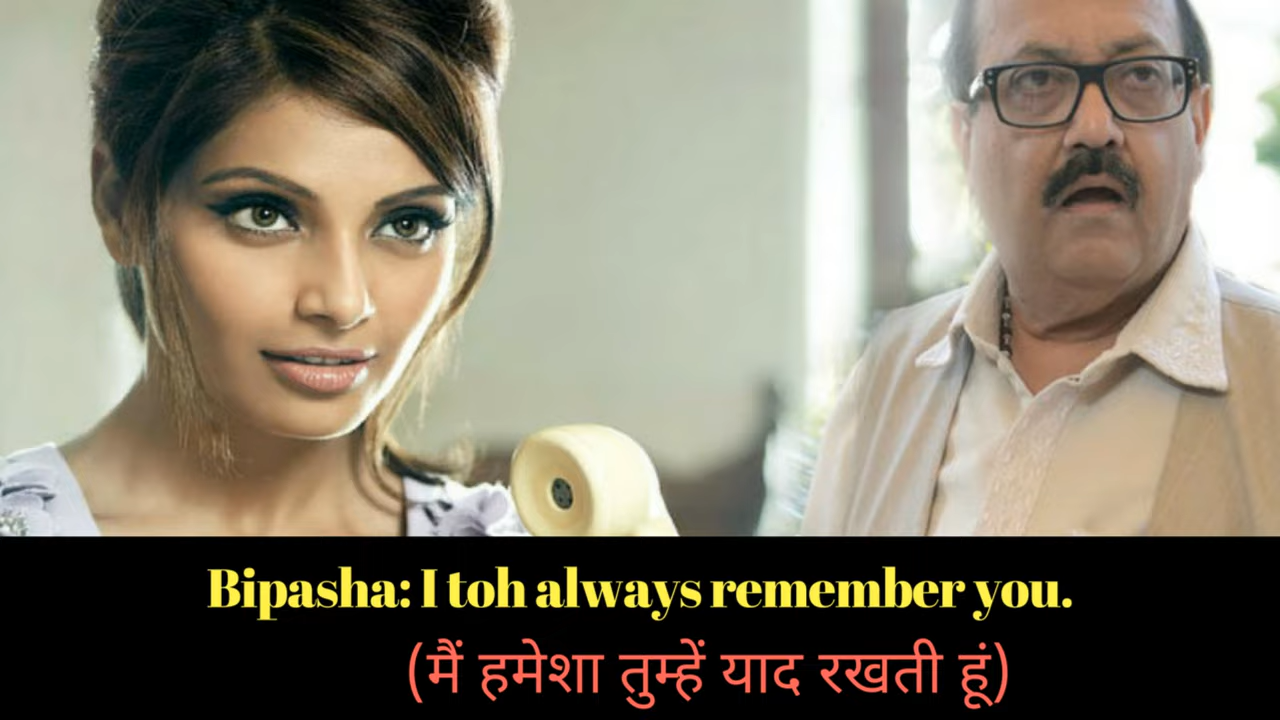 Bipasha: I toh always remember you.
(मैं हमेशा तुम्हें याद रखती हूं)